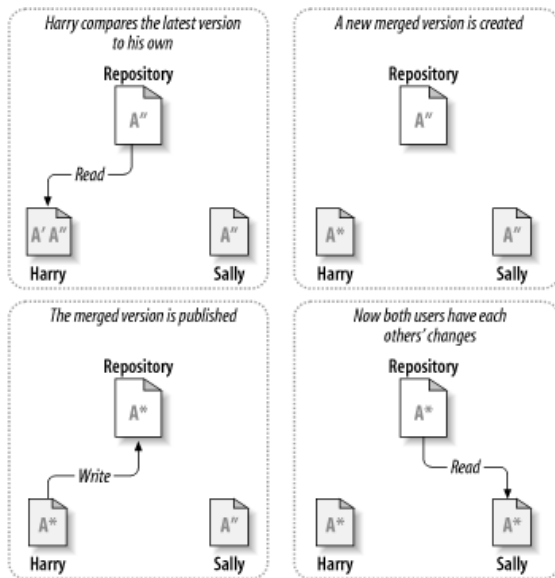 Harry compares the latest version
to his own
Repository
A″
Read
A′ A″
A″
Harry
Sally
A new merged version is created
Repository
A″
A*
A″
Harry
Sally
The merged version is published
Repository
A*
Write
A*
A″
Harry
Sally
Now both users have each
others’ changes
Repository
A*
Read
A*
A*
Harry
Sally